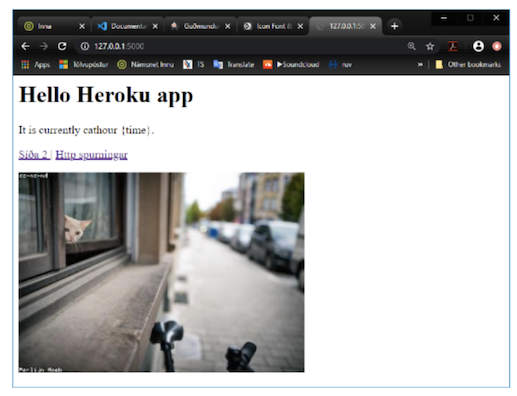 Inna
Documenta
Guðmundu
Icon Font &
127.0.0.1:50
127.0.0.1:5000
Apps
Tölvupóstur
Námsnet Innu
TS
Translate
▶Soundcloud
ruv
»
Other bookmarks
Hello Heroku app
It is currently cathour {time}.
Síða 2 | Http spurningar
cc-nc-nd
Merlijn Hoek